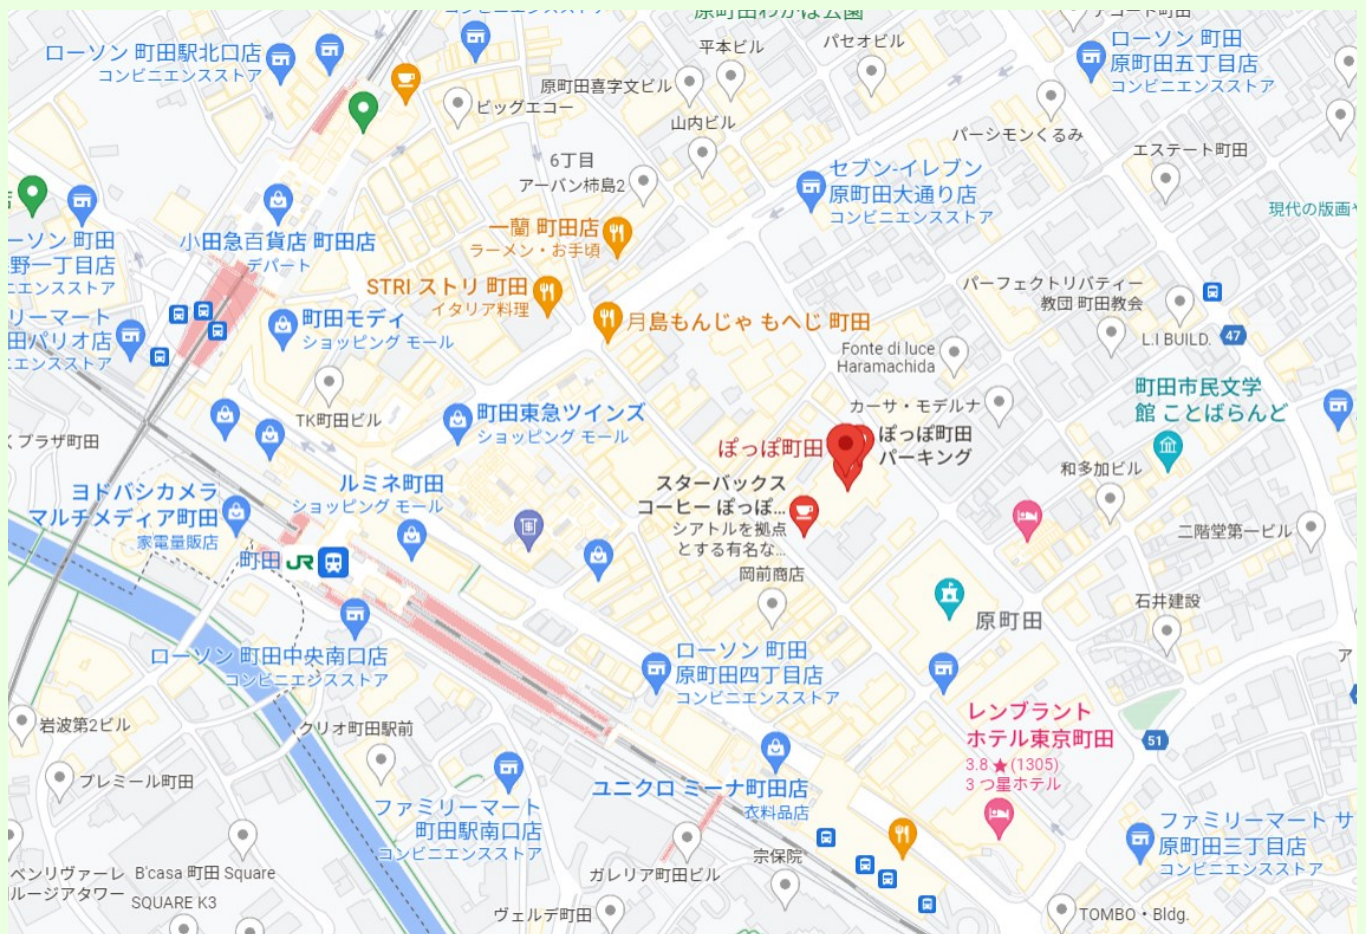 コンビニエンスストア
原町田わかば公園
アコード町田
ローソン 町田駅北口店
コンビニエンスストア
平本ビル
パセオビル
ローソン 町田
原町田五丁目店
コンビニエンスストア
原町田喜字文ビル
ビッグエコー
山内ビル
パーシモンくるみ
エステート町田
6丁目
アーバン柿島2
セブン-イレブン
原町田大通り店
コンビニエンスストア
現代の版画
一蘭 町田店
ラーメン・お手頃
小田急百貨店 町田店
デパート
ーソン 町田
野一丁目店
ニエンスストア
STRI ストリ 町田
イタリア料理
パーフェクトリバティー
教団 町田教会
リーマート
田パリオ店
エンスストア
町田モディ
ショッピング モール
月島もんじゃ もへじ 町田
L.I BUILD.
47
Fonte di luce
Haramachida
町田市民文学
館 ことばらんど
TK町田ビル
町田東急ツインズ
ショッピング モール
カーサ・モデルナ
プラザ町田
ぽっぽ町田
ぽっぽ町田
パーキング
和多加ビル
スターバックス
コーヒー ぽっぽ...
シアトルを拠点
とする有名な...
ヨドバシカメラ
マルチメディア町田
家電量販店
ルミネ町田
ショッピング モール
二階堂第一ビル
町田 JR
岡前商店
石井建設
原町田
ローソン 町田中央南口店
コンビニエンスストア
ローソン 町田
原町田四丁目店
コンビニエンスストア
ア
岩波第2ビル
クリオ町田駅前
レンブラント
ホテル東京町田
3.8 ★ (1305)
3 つ星ホテル
51
プレミール町田
ユニクロ ミーナ町田店
衣料品店
ファミリーマート
町田駅南口店
コンビニエンスストア
ファミリーマート サ
原町田三丁目店
コンビニエンスストア
宗保院
ガレリア町田ビル
ベンリヴァーレ
ルージアタワー
B'casa 町田 Square
SQUARE K3
ヴェルデ町田
TOMBO・Bldg.